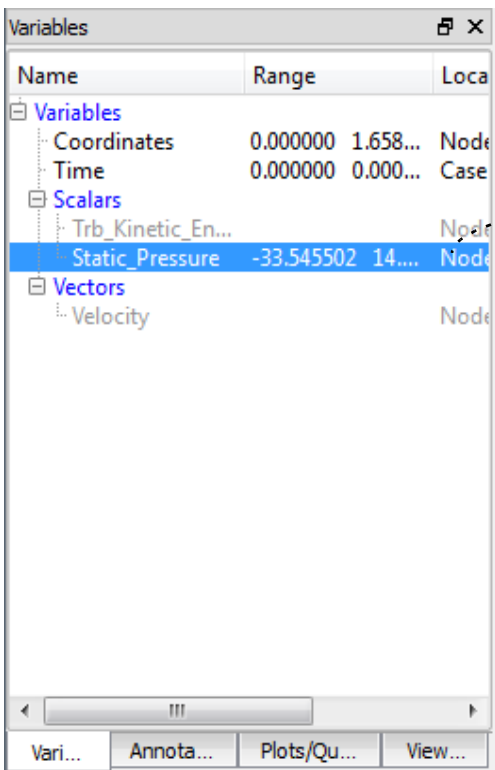 Variables
Name Range Loca
Variables
Coordinates 0.000000 1.658... Node
Time 0.000000 0.000... Case
Scalars
Trb_Kinetic_En... Node
Static_Pressure -33.545502 14.... Node
Vectors
Velocity Node
Vari... Annota... Plots/Qu... View...